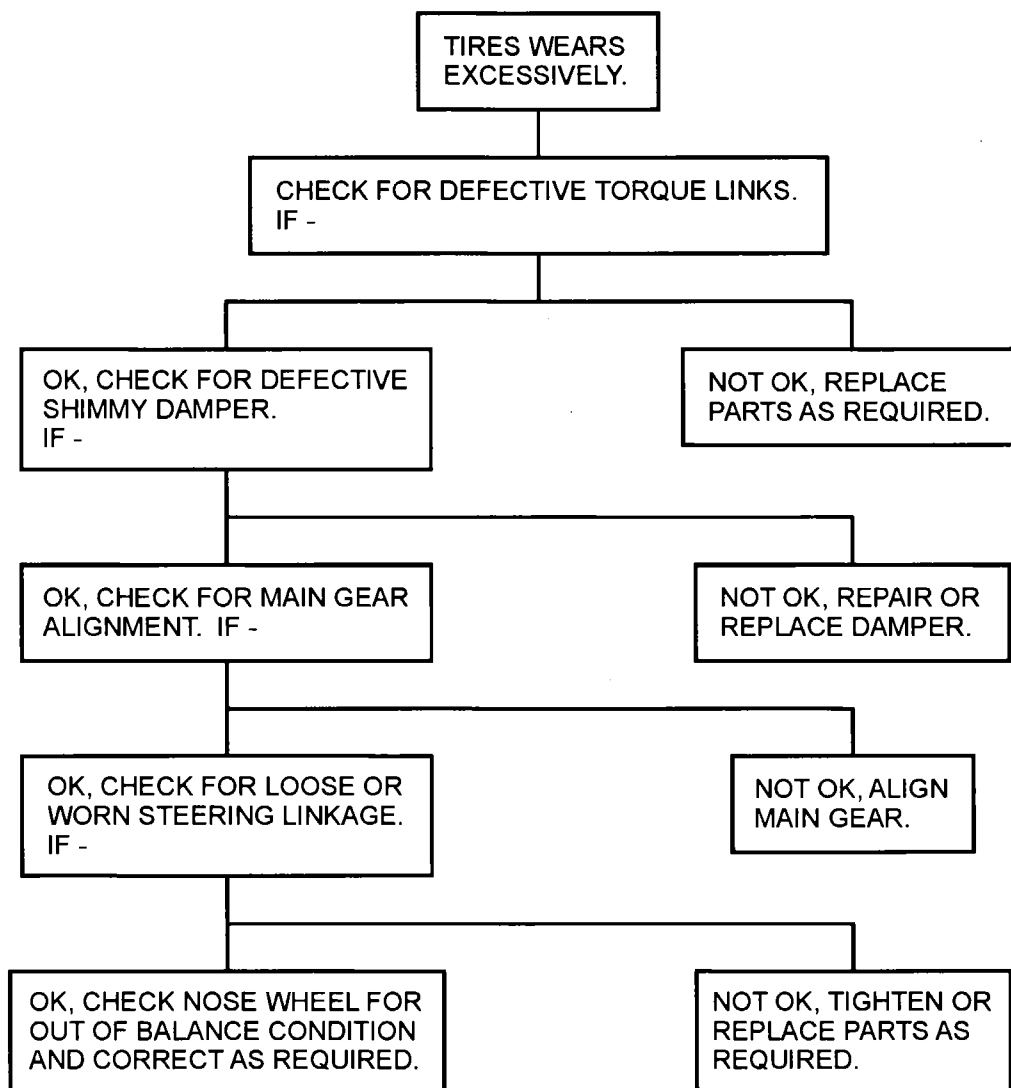 TIRES WEARS
EXCESSIVELY.
CHECK FOR DEFECTIVE TORQUE LINKS.
IF -
OK, CHECK FOR DEFECTIVE
SHIMMY DAMPER.
IF -
NOT OK, REPLACE
PARTS AS REQUIRED.
OK, CHECK FOR MAIN GEAR
ALIGNMENT. IF -
NOT OK, REPAIR OR
REPLACE DAMPER.
OK, CHECK FOR LOOSE OR
WORN STEERING LINKAGE.
IF -
NOT OK, ALIGN
MAIN GEAR.
OK, CHECK NOSE WHEEL FOR
OUT OF BALANCE CONDITION
AND CORRECT AS REQUIRED.
NOT OK, TIGHTEN OR
REPLACE PARTS AS
REQUIRED.